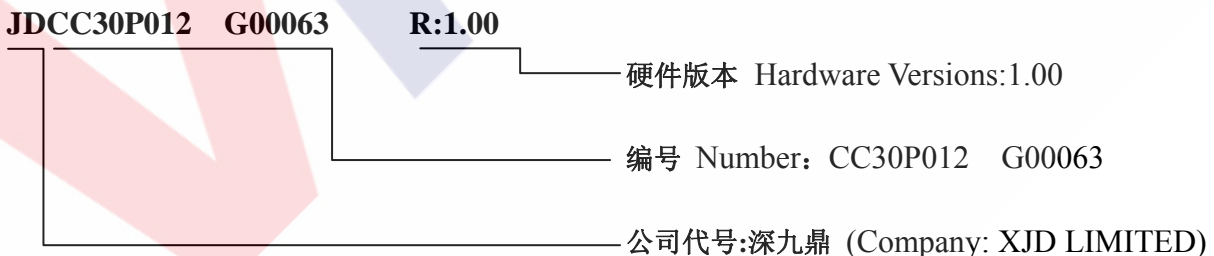 JDCC30P012 G00063 R:1.00
硬件版本 Hardware Versions:1.00
编号 Number：CC30P012 G00063
公司代号:深九鼎 (Company: XJD LIMITED)